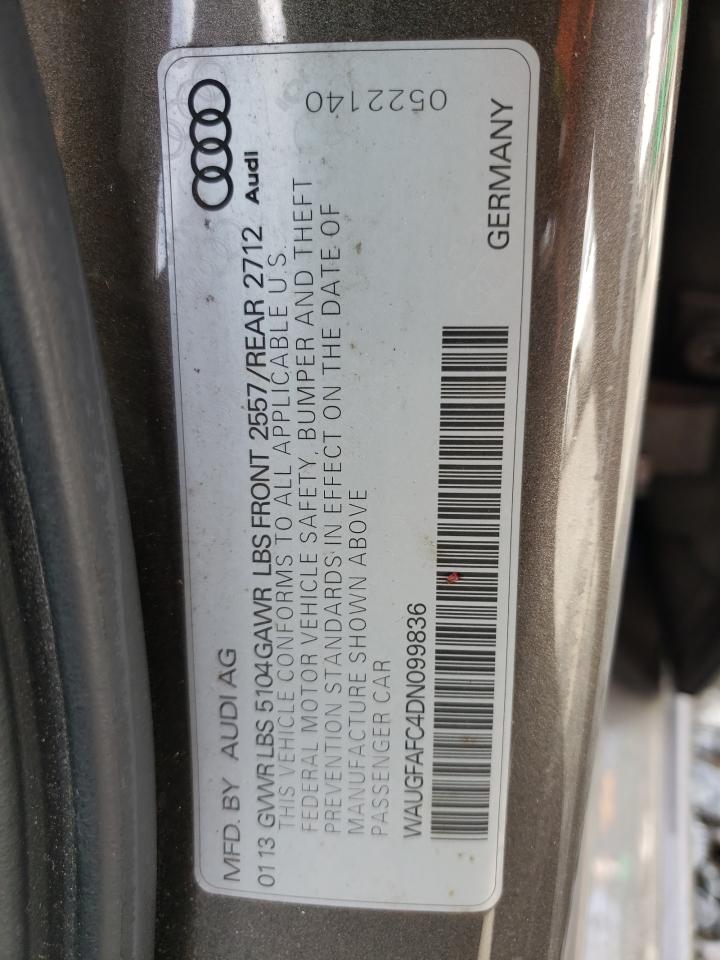 MFD. BY AUDI AG
0113 GVWR LBS 5104 GAWR LBS FRONT 2557/REAR 2712
Audi
THIS VEHICLE CONFORMS TO ALL APPLICABLE U.S.
FEDERAL MOTOR VEHICLE SAFETY, BUMPER AND THEFT
PREVENTION STANDARDS IN EFFECT ON THE DATE OF
MANUFACTURE SHOWN ABOVE
PASSENGER CAR
0522140
WAUGFAFC4DN099836
GERMANY